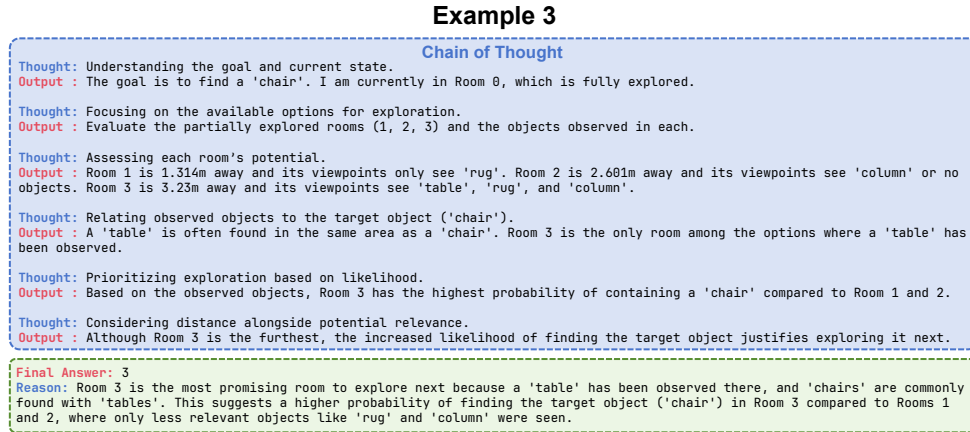 Example 3
Chain of Thought
Thought: Understanding the goal and current state.
Output : The goal is to find a 'chair'. I am currently in Room 0, which is fully explored.
Thought: Focusing on the available options for exploration.
Output : Evaluate the partially explored rooms (1, 2, 3) and the objects observed in each.
Thought: Assessing each room's potential.
Output : Room 1 is 1.314m away and its viewpoints only see 'rug'. Room 2 is 2.601m away and its viewpoints see 'column' or no
objects. Room 3 is 3.23m away and its viewpoints see 'table', 'rug', and 'column'.
Thought: Relating observed objects to the target object ('chair').
Output : A 'table' is often found in the same area as a 'chair'. Room 3 is the only room among the options where a 'table' has
been observed.
Thought: Prioritizing exploration based on likelihood.
Output : Based on the observed objects, Room 3 has the highest probability of containing a 'chair' compared to Room 1 and 2.
Thought: Considering distance alongside potential relevance.
Output : Although Room 3 is the furthest, the increased likelihood of finding the target object justifies exploring it next.
Final Answer: 3
Reason: Room 3 is the most promising room to explore next because a 'table' has been observed there, and 'chairs' are commonly
found with 'tables'. This suggests a higher probability of finding the target object ('chair') in Room 3 compared to Rooms 1
and 2, where only less relevant objects like 'rug' and 'column' were seen.